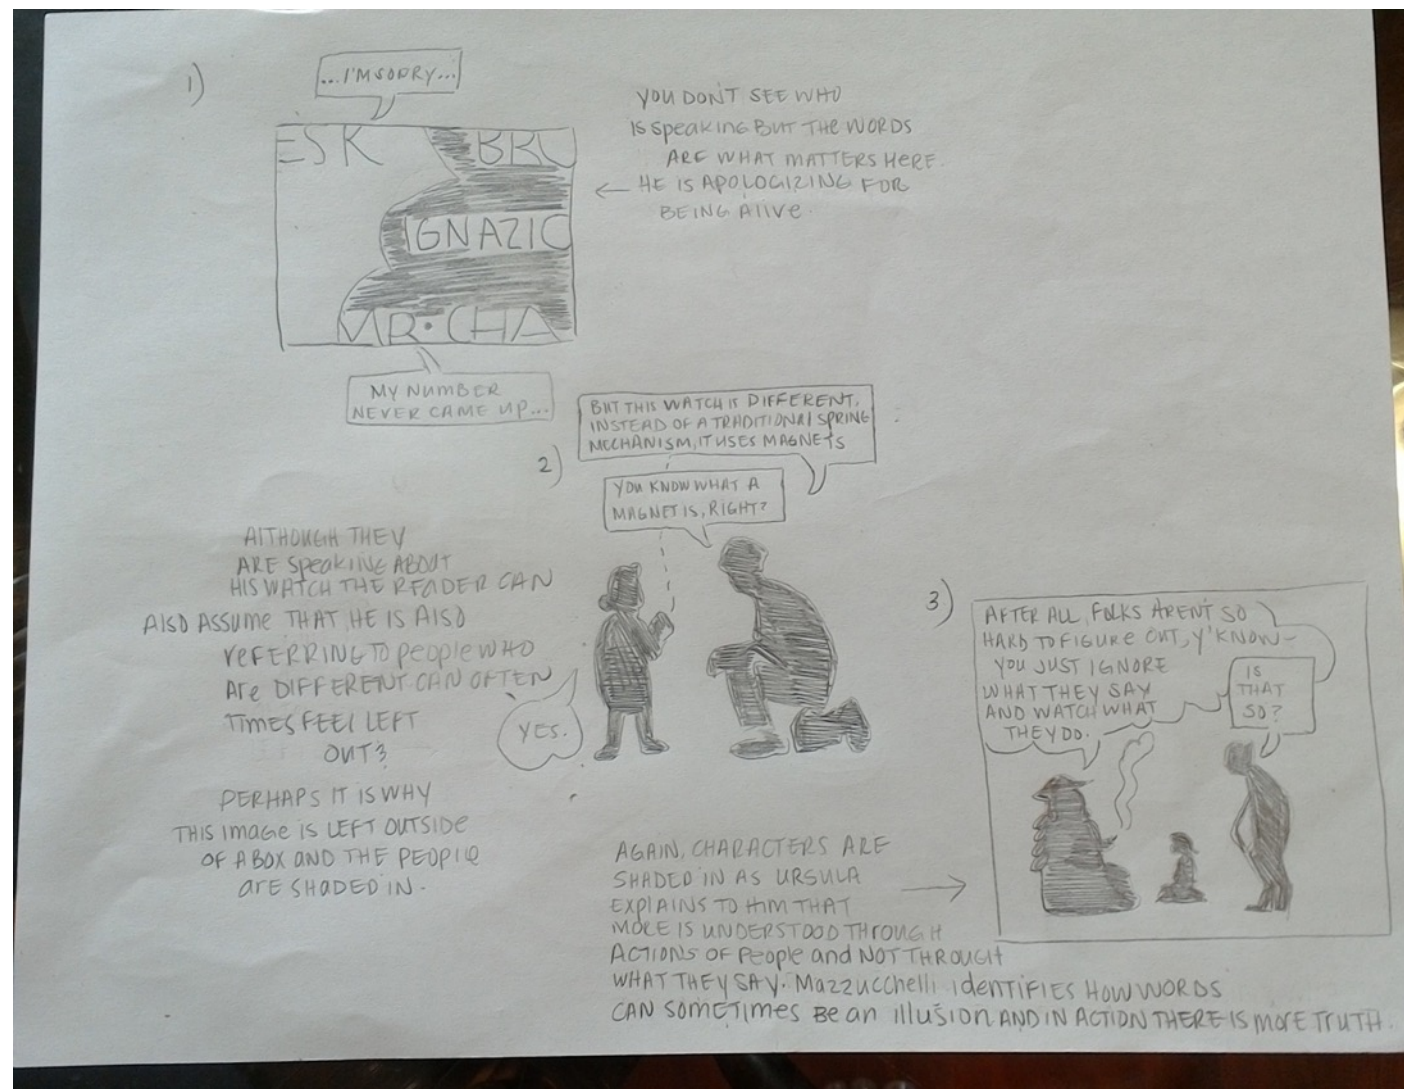 1)
...I'M SORRY...
ESK BRU
IGNAZIO
MR. CHA
MY NUMBER
NEVER CAME UP...
YOU DON'T SEE WHO
IS SPEAKING BUT THE WORDS
ARE WHAT MATTERS HERE.
← HE IS APOLOGIZING FOR
BEING ALIVE.
2)
BUT THIS WATCH IS DIFFERENT,
INSTEAD OF A TRADITIONAL SPRING
MECHANISM, IT USES MAGNETS
YOU KNOW WHAT A
MAGNET IS, RIGHT?
YES.
ALTHOUGH THEY
ARE SPEAKING ABOUT
HIS WATCH THE READER CAN
ALSO ASSUME THAT HE IS ALSO
REFERRING TO PEOPLE WHO
ARE DIFFERENT CAN OFTEN
TIMES FEEL LEFT
OUT?
PERHAPS IT IS WHY
THIS IMAGE IS LEFT OUTSIDE
OF A BOX AND THE PEOPLE
ARE SHADED IN.
3)
AFTER ALL, FOLKS AREN'T SO
HARD TO FIGURE OUT, Y'KNOW-
YOU JUST IGNORE
WHAT THEY SAY
AND WATCH WHAT
THEY DO.
IS
THAT
SO?
AGAIN, CHARACTERS ARE
SHADED IN AS URSULA →
EXPLAINS TO HIM THAT
MORE IS UNDERSTOOD THROUGH
ACTIONS OF PEOPLE and NOT THROUGH
WHAT THEY SAY. Mazzucchelli identifies HOW WORDS
CAN SOMETIMES BE an illusion AND IN ACTION THERE IS MORE TRUTH.